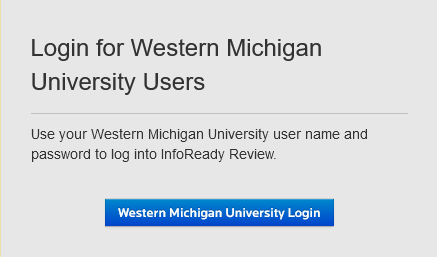 Login for Western Michigan
University Users
Use your Western Michigan University user name and
password to log into InfoReady Review.
Western Michigan University Login